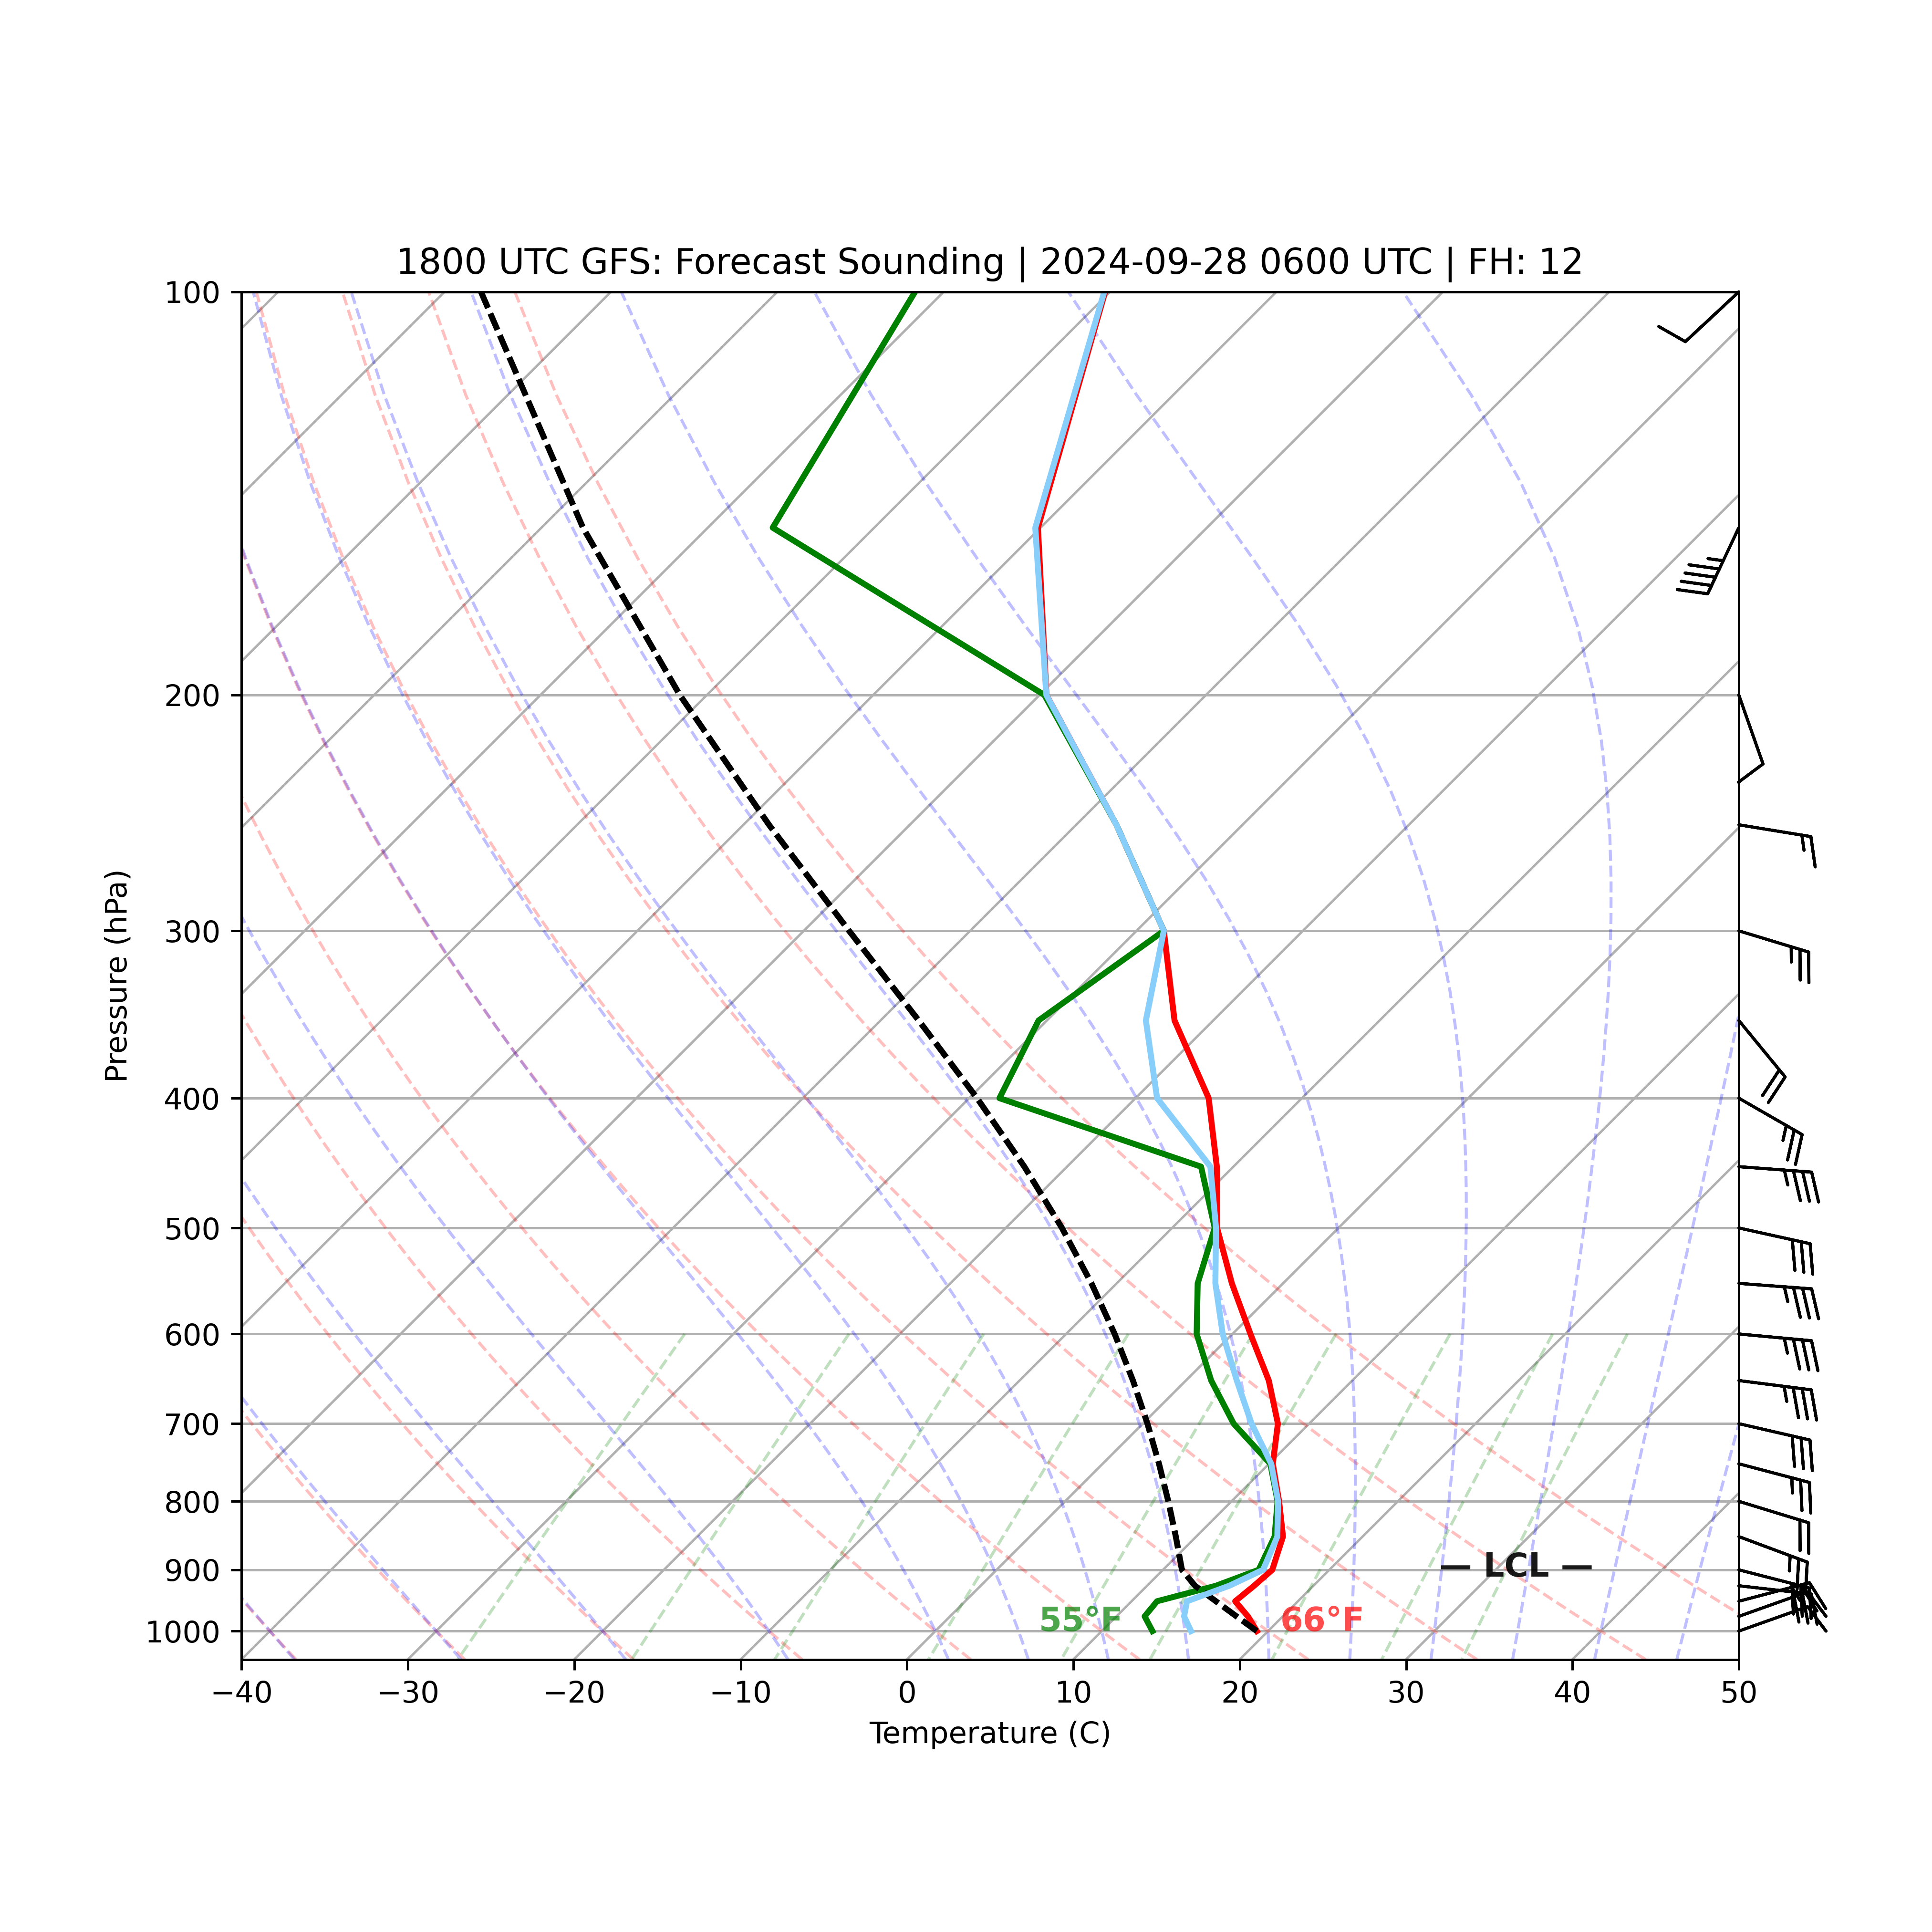 1800 UTC GFS: Forecast Sounding | 2024-09-28 0600 UTC | FH: 12
100
200
300
400
500
600
700
800
900
1000
Pressure (hPa)
— LCL —
55°F
66°F
−40 −30 −20 −10 0 10 20 30 40 50
Temperature (C)